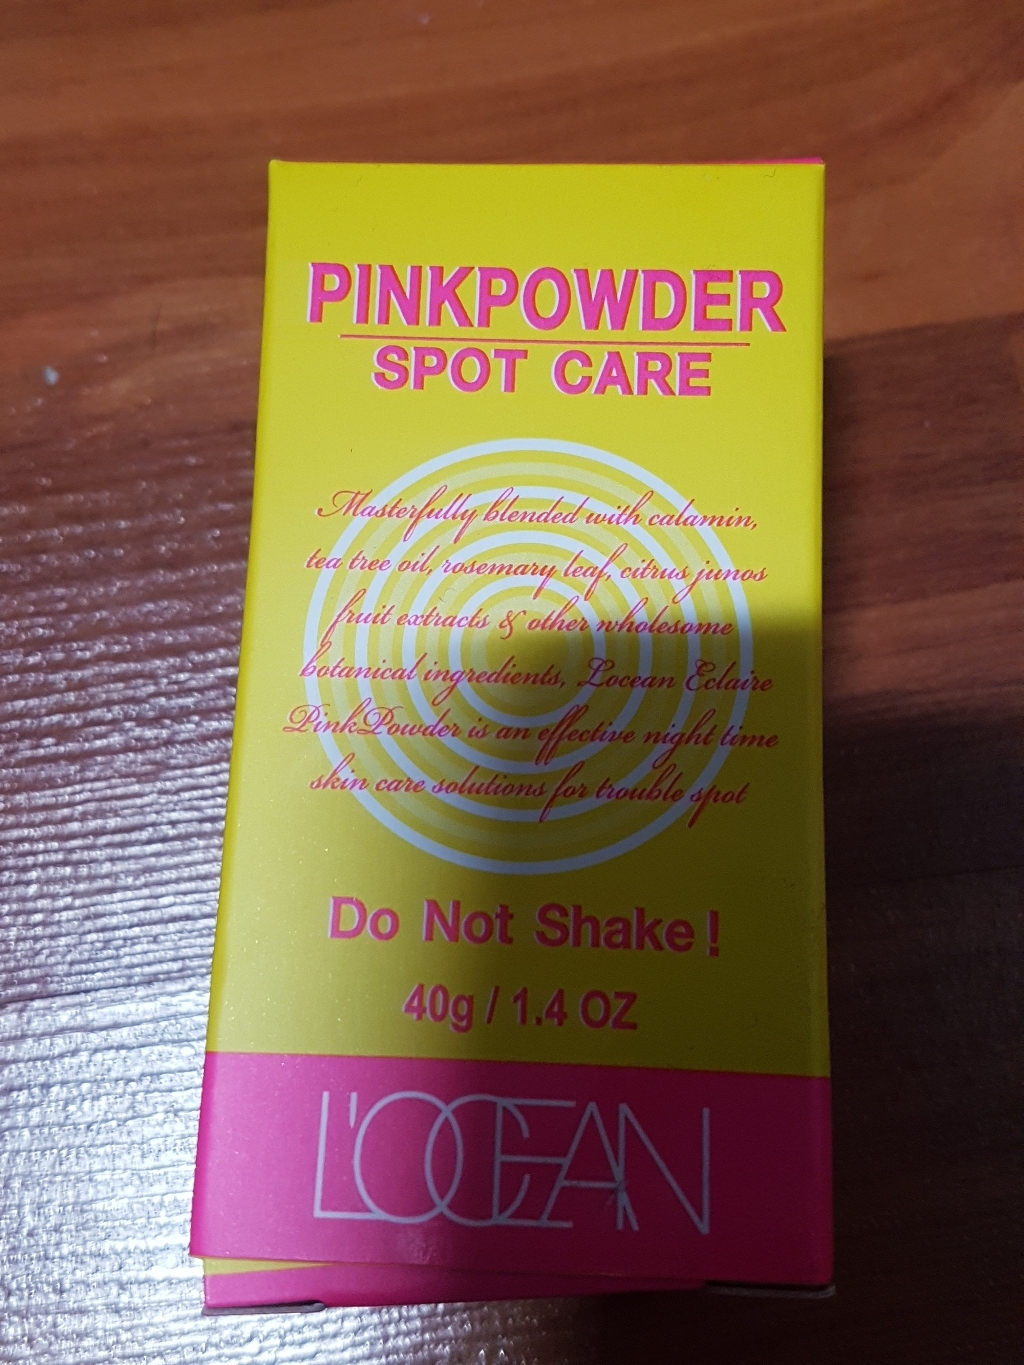 PINKPOWDER
SPOT CARE
Masterfully blended with calamin,
tea tree oil, rosemary leaf, citrus junos
fruit extracts & other wholesome
botanical ingredients, Locean Eclaire
PinkPowder is an effective night time
skin care solutions for trouble spot
Do Not Shake!
40g / 1.4 OZ
L'OCEAN